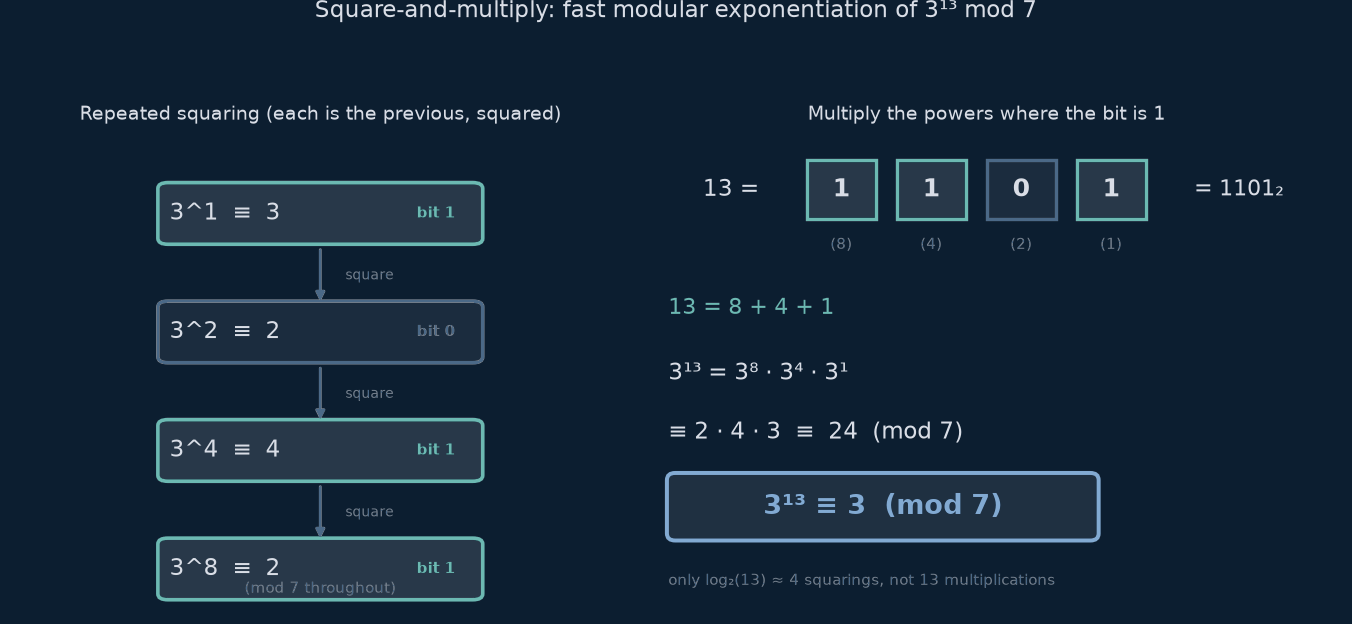 Square-and-multiply: fast modular exponentiation of 3¹³ mod 7
Repeated squaring (each is the previous, squared)
3^1 ≡ 3 bit 1
square
3^2 ≡ 2 bit 0
square
3^4 ≡ 4 bit 1
square
3^8 ≡ 2 bit 1
(mod 7 throughout)
Multiply the powers where the bit is 1
13 = 1 1 0 1 = 1101₂
(8) (4) (2) (1)
13 = 8 + 4 + 1
3¹³ = 3⁸ · 3⁴ · 3¹
≡ 2 · 4 · 3 ≡ 24 (mod 7)
3¹³ ≡ 3 (mod 7)
only log₂(13) ≈ 4 squarings, not 13 multiplications